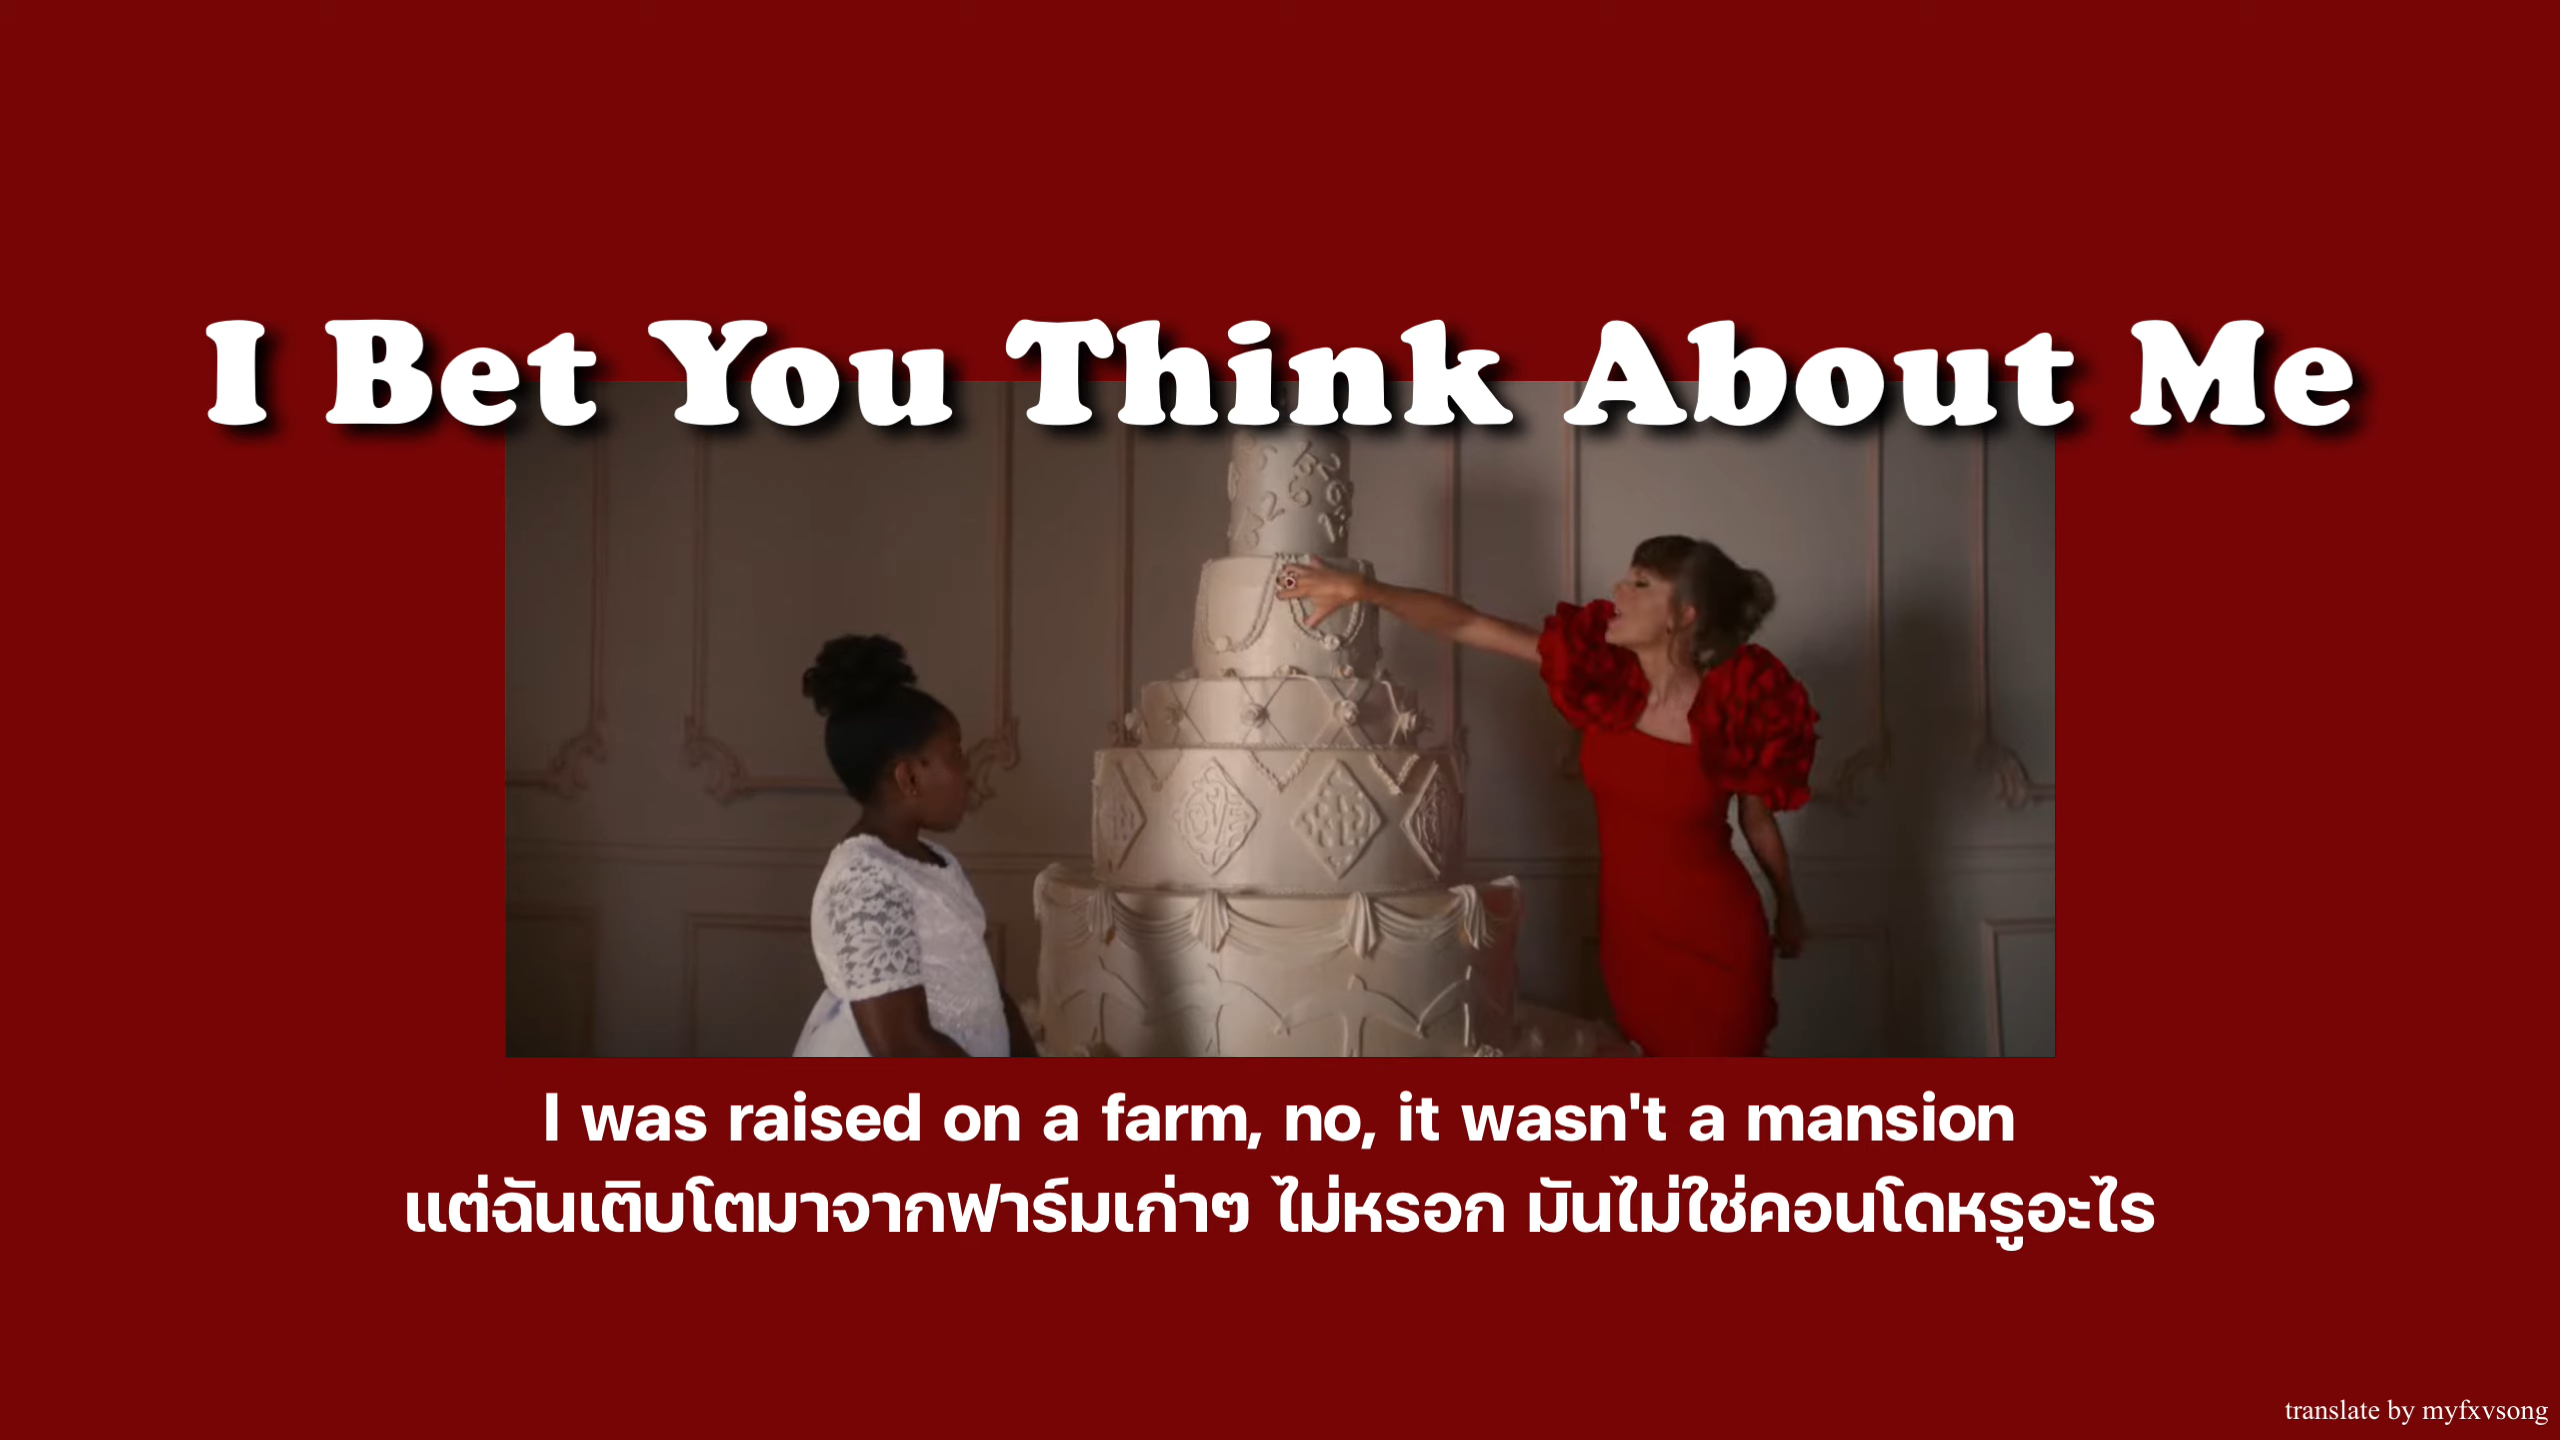 I Bet You Think About Me
I was raised on a farm, no, it wasn't a mansion
แต่ฉันเติบโตมาจากฟาร์มเก่าๆ ไม่หรอก มันไม่ใช่คอนโดหรูอะไร
translate by myfxvsong